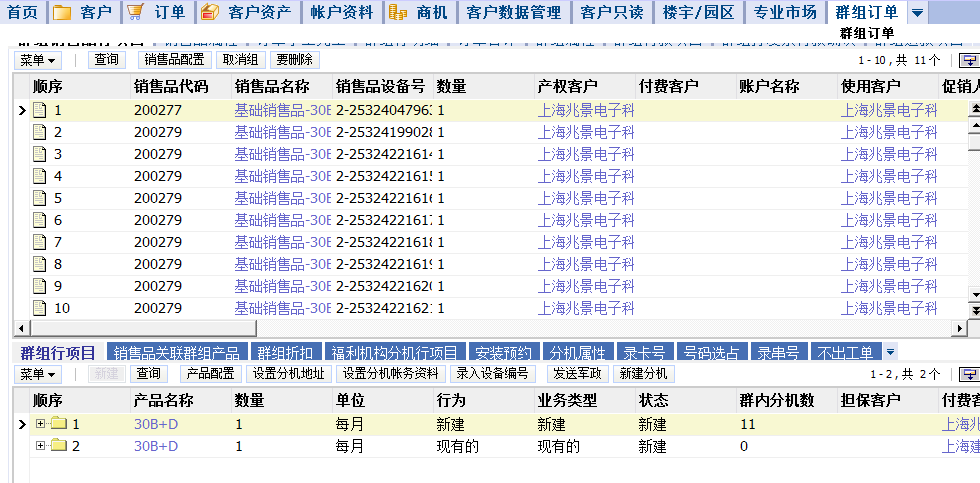 首页 客户 订单 客户资产 帐户资料 商机 客户数据管理 客户只读 楼宇/园区 专业市场 群组订单
群组订单
菜单 查询 销售品配置 取消组 要删除 1-10, 共 11个
顺序 销售品代码 销售品名称 销售品设备号 数量 产权客户 付费客户 账户名称 使用客户 促销人
1 200277 基础销售品-30B 2-2532404796 1 上海兆景电子科 上海兆景电子科
2 200279 基础销售品-30B 2-2532419902 1 上海兆景电子科 上海兆景电子科
3 200279 基础销售品-30B 2-2532422161 1 上海兆景电子科 上海兆景电子科
4 200279 基础销售品-30B 2-2532422161 1 上海兆景电子科 上海兆景电子科
5 200279 基础销售品-30B 2-2532422161 1 上海兆景电子科 上海兆景电子科
6 200279 基础销售品-30B 2-2532422161 1 上海兆景电子科 上海兆景电子科
7 200279 基础销售品-30B 2-2532422161 1 上海兆景电子科 上海兆景电子科
8 200279 基础销售品-30B 2-2532422161 1 上海兆景电子科 上海兆景电子科
9 200279 基础销售品-30B 2-2532422162 1 上海兆景电子科 上海兆景电子科
10 200279 基础销售品-30B 2-2532422162 1 上海兆景电子科 上海兆景电子科
群组行项目 销售品关联群组产品 群组折扣 福利机构分机行项目 安装预约 分机属性 录卡号 号码选占 录串号 不出工单
菜单 新建 查询 产品配置 设置分机地址 设置分机帐务资料 录入设备编号 发送军政 新建分机 1-2, 共 2个
顺序 产品名称 数量 单位 行为 业务类型 状态 群内分机数 担保客户 付费客
1 30B+D 1 每月 新建 新建 新建 11 上海兆
2 30B+D 1 每月 现有的 现有的 新建 0 上海建